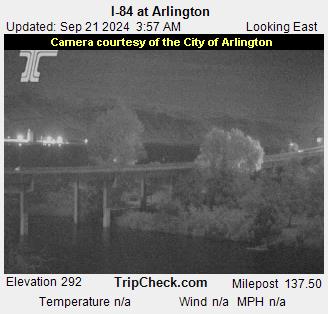 I-84 at Arlington
Updated: Sep 21 2024 3:57 AM Looking East
Camera courtesy of the City of Arlington
Elevation 292 TripCheck.com Milepost 137.50
Temperature n/a Wind n/a MPH n/a